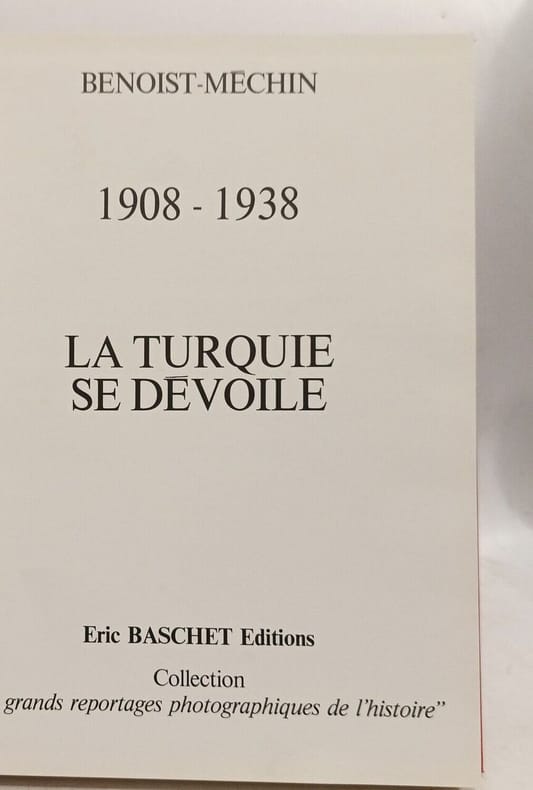 BENOIST-MÉCHIN
1908 - 1938
LA TURQUIE
SE DÉVOILE
Eric BASCHET Editions
Collection
grands reportages photographiques de l'histoire”